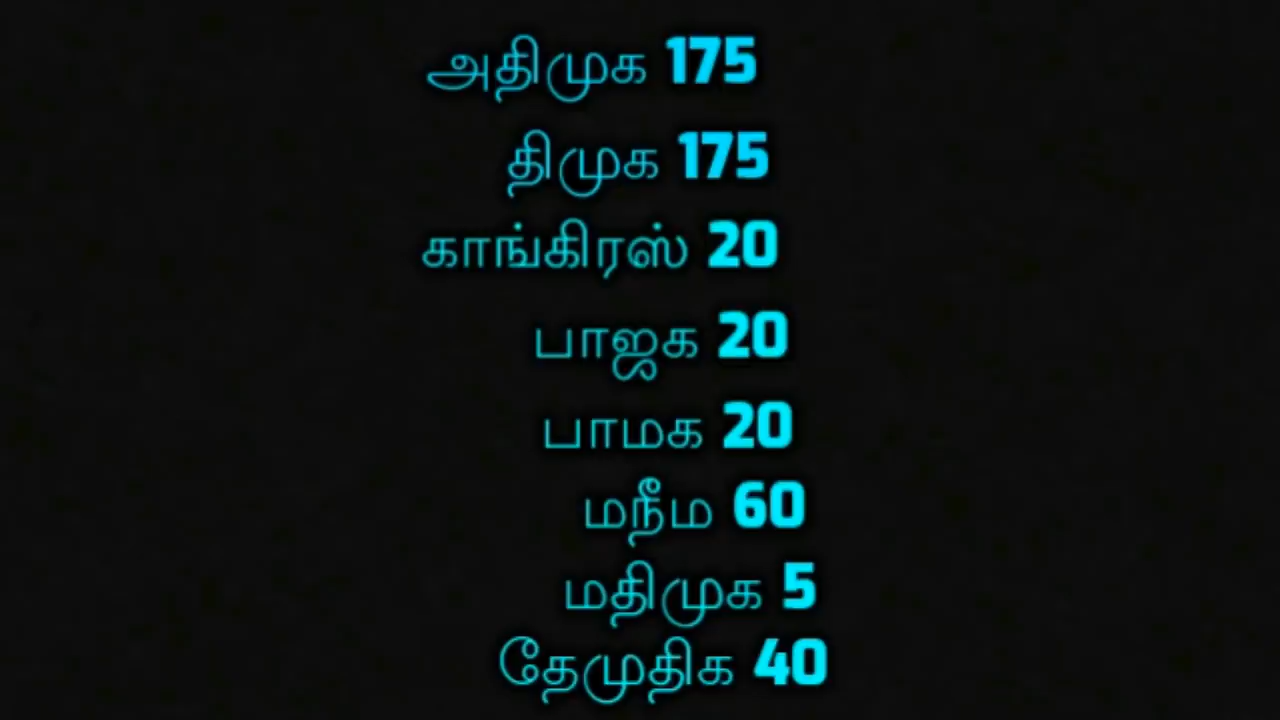 அதிமுக 175
திமுக 175
காங்கிரஸ் 20
பாஜக 20
பாமக 20
மநீம 60
மதிமுக 5
தேமுதிக 40